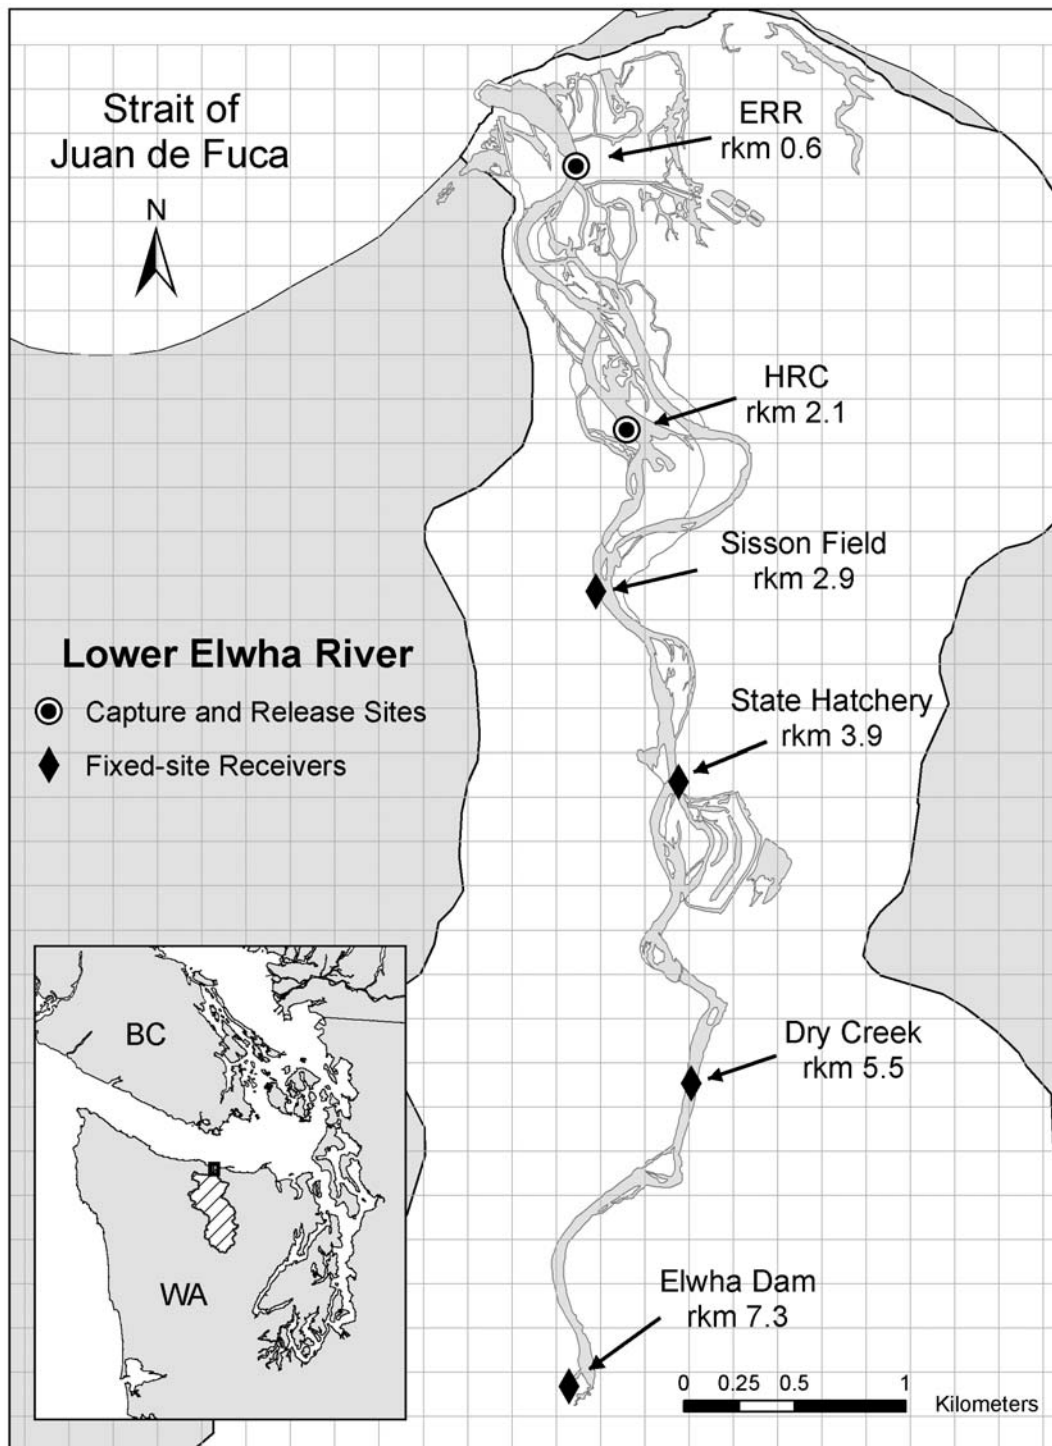 Strait of
Juan de Fuca
N
ERR
rkm 0.6
HRC
rkm 2.1
Sisson Field
rkm 2.9
Lower Elwha River
Capture and Release Sites
Fixed-site Receivers
State Hatchery
rkm 3.9
BC
WA
Dry Creek
rkm 5.5
Elwha Dam
rkm 7.3
0 0.25 0.5 1
Kilometers